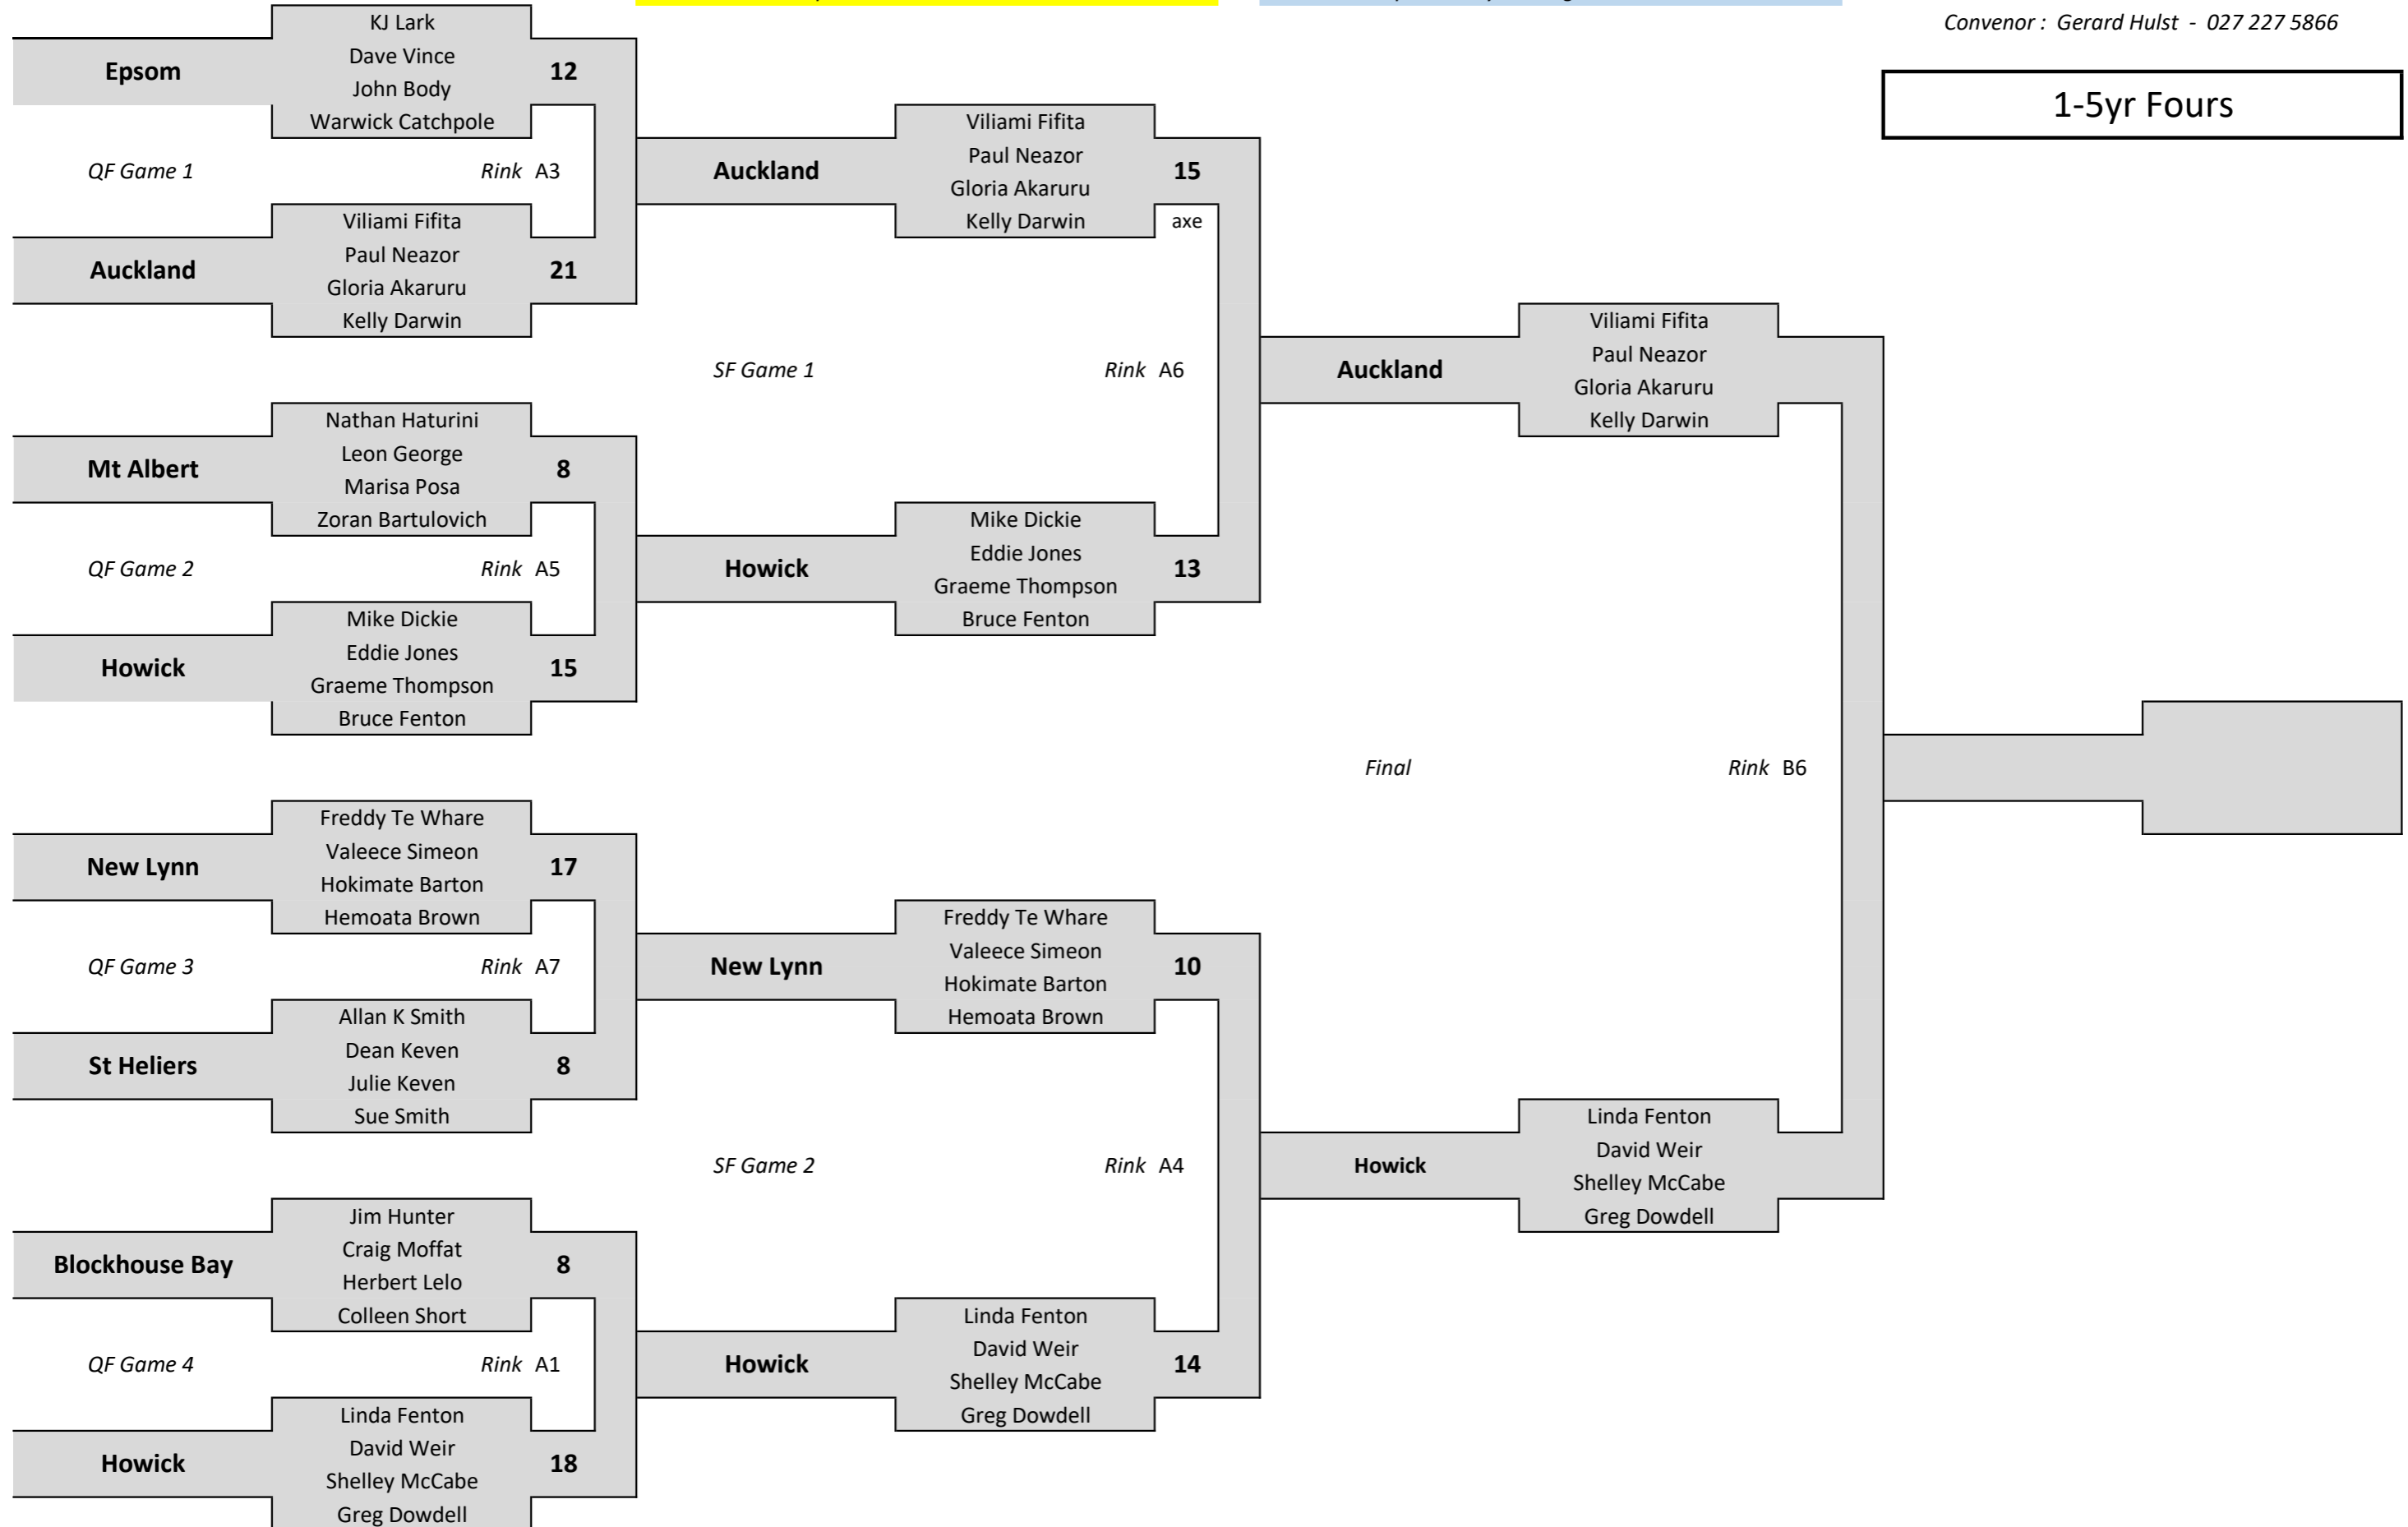 Convenor : Gerard Hulst - 027 227 5866
1-5yr Fours
KJ Lark
Dave Vince
John Body
Warwick Catchpole
Epsom
12
QF Game 1
Rink A3
Viliami Fifita
Paul Neazor
Gloria Akaruru
Kelly Darwin
Auckland
21
Nathan Haturini
Leon George
Marisa Posa
Zoran Bartulovich
Mt Albert
8
QF Game 2
Rink A5
Mike Dickie
Eddie Jones
Graeme Thompson
Bruce Fenton
Howick
15
Freddy Te Whare
Valeece Simeon
Hokimate Barton
Hemoata Brown
New Lynn
17
QF Game 3
Rink A7
Allan K Smith
Dean Keven
Julie Keven
Sue Smith
St Heliers
8
Jim Hunter
Craig Moffat
Herbert Lelo
Colleen Short
Blockhouse Bay
8
QF Game 4
Rink A1
Linda Fenton
David Weir
Shelley McCabe
Greg Dowdell
Howick
18
Auckland
Viliami Fifita
Paul Neazor
Gloria Akaruru
Kelly Darwin
15
axe
SF Game 1
Rink A6
Howick
Mike Dickie
Eddie Jones
Graeme Thompson
Bruce Fenton
13
New Lynn
Freddy Te Whare
Valeece Simeon
Hokimate Barton
Hemoata Brown
10
SF Game 2
Rink A4
Howick
Linda Fenton
David Weir
Shelley McCabe
Greg Dowdell
14
Auckland
Viliami Fifita
Paul Neazor
Gloria Akaruru
Kelly Darwin
Final
Rink B6
Howick
Linda Fenton
David Weir
Shelley McCabe
Greg Dowdell